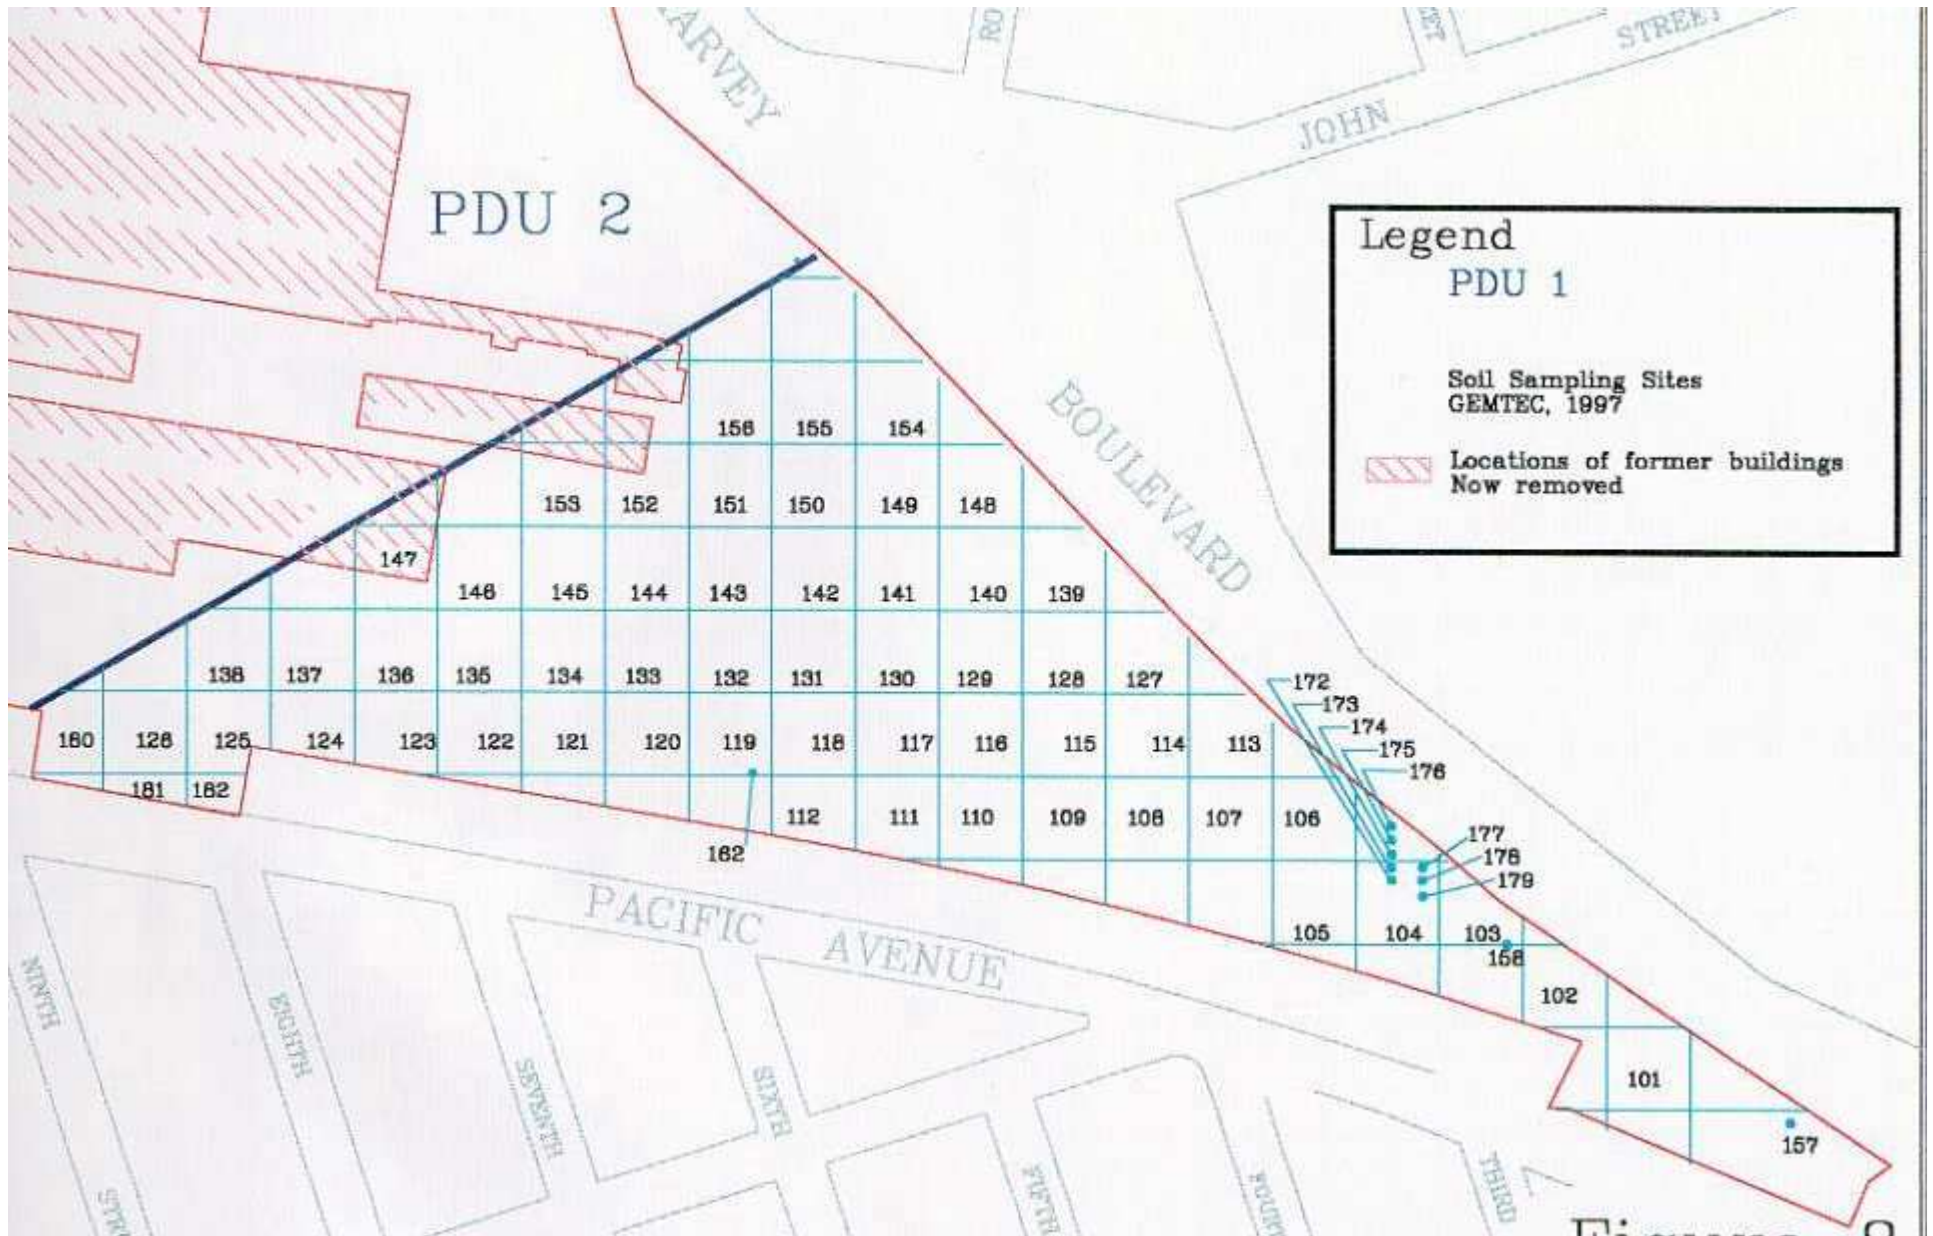 HARVEY
STREET
JOHN
PDU 2
Legend
PDU 1
Soil Sampling Sites
GEMTEC, 1997
Locations of former buildings
Now removed
BOULEVARD
156 155 154
153 152 151 150 149 148
147
146 145 144 143 142 141 140 139
138 137 136 135 134 133 132 131 130 129 128 127
172
173
174
175
176
180 126 125 124 123 122 121 120 119 118 117 116 115 114 113
181 182
112 111 110 109 108 107 106
162
177
178
179
105 104 103
158
102
101
157
PACIFIC AVENUE
NINTH
EIGHTH
SEVENTH
SIXTH
FIFTH
THIRD